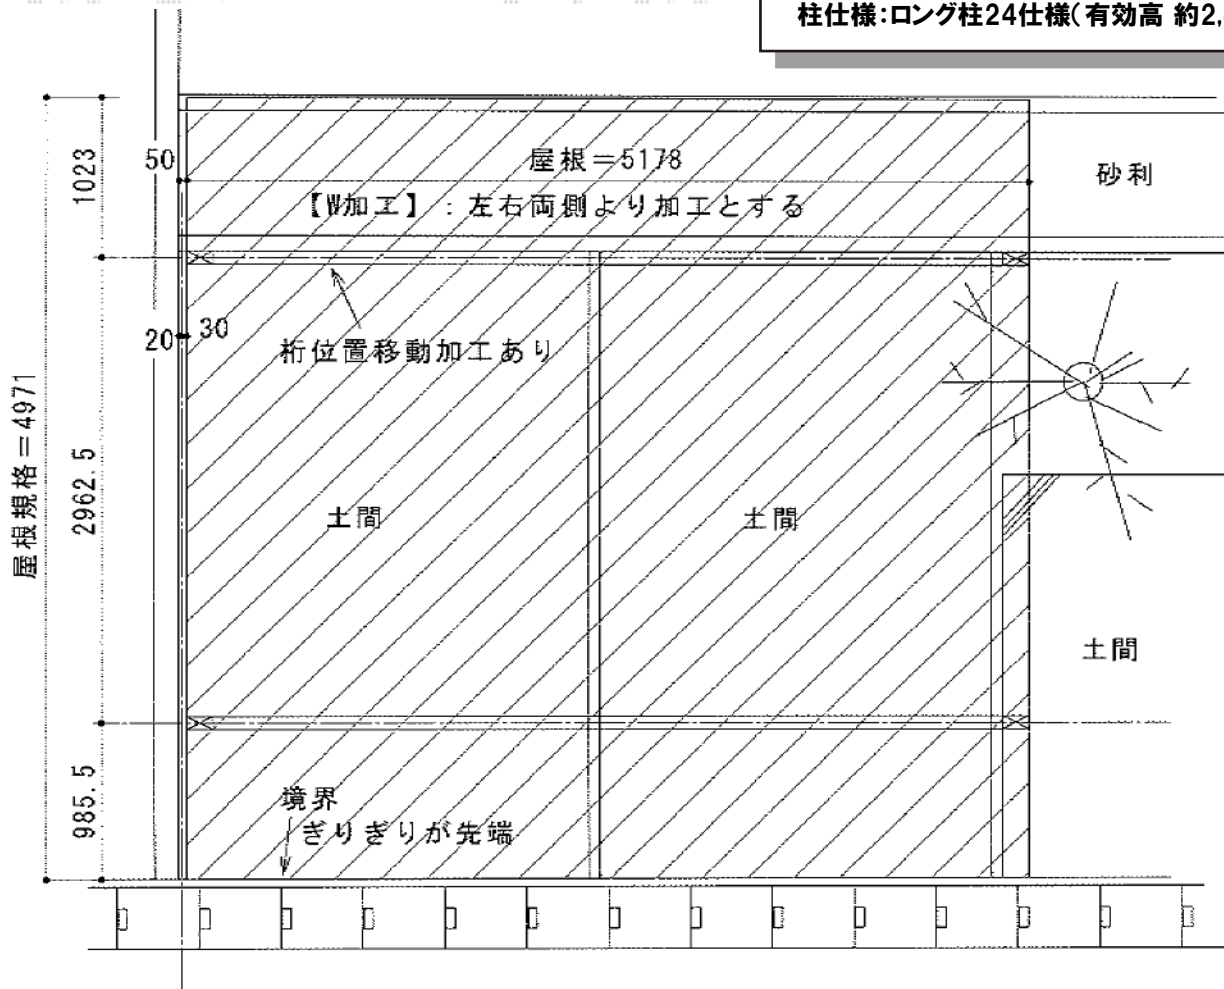 柱仕様:ロング柱24仕様(有効高 約2,
1023
50
屋根=5178
砂利
【W加工】:左右両側より加工とする
20
30
桁位置移動加工あり
屋根規格=4971
2962.5
土間
土間
土間
985.5
境界
ぎりぎりが先端